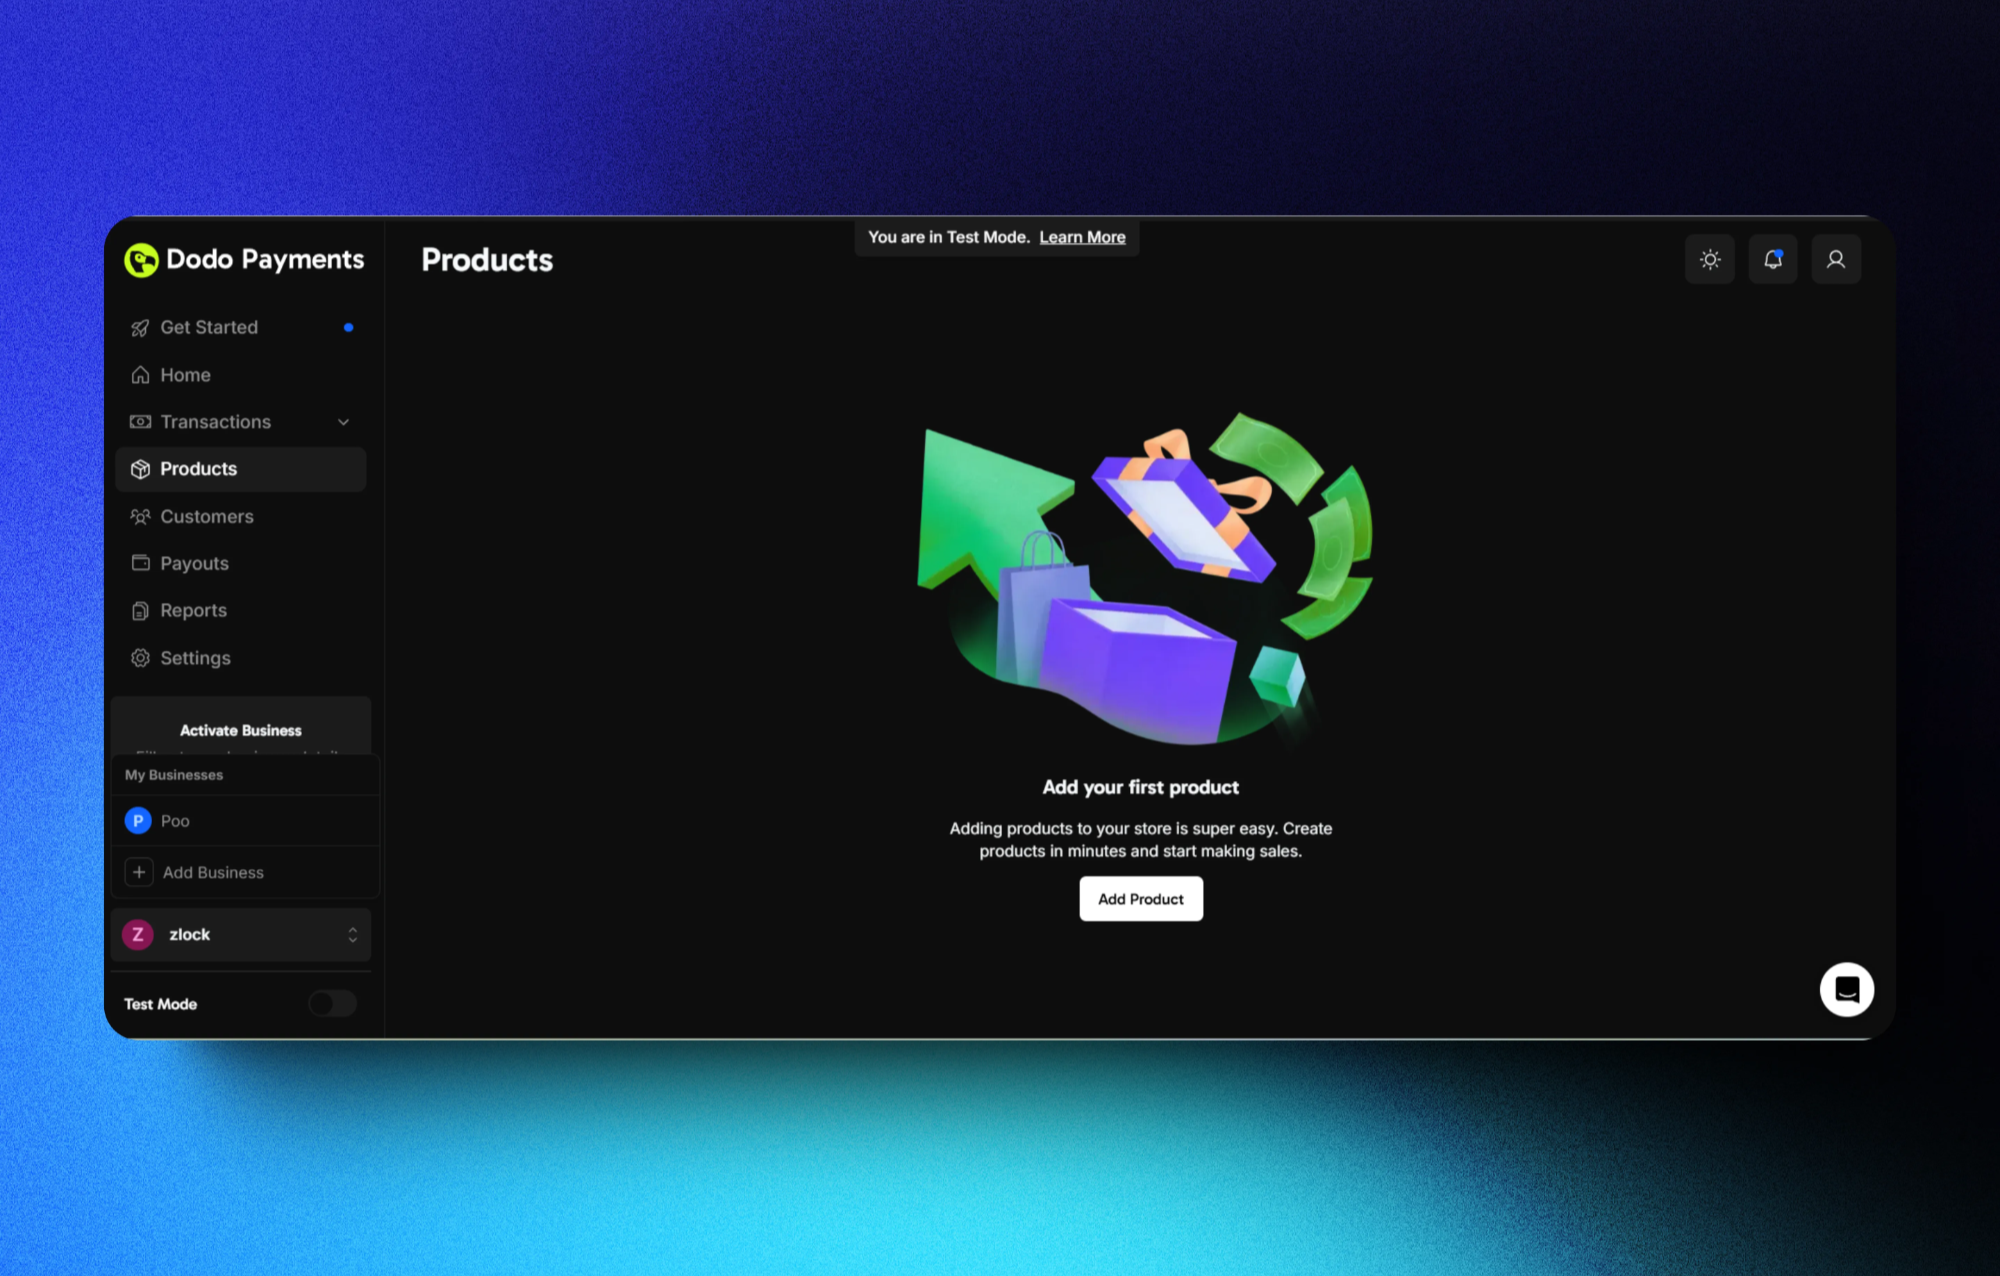 Dodo Payments
Products
You are in Test Mode. Learn More
Get Started
Home
Transactions
Products
Customers
Payouts
Reports
Settings
Activate Business
My Businesses
P Poo
Add Business
Z zlock
Test Mode
Add your first product
Adding products to your store is super easy. Create
products in minutes and start making sales.
Add Product